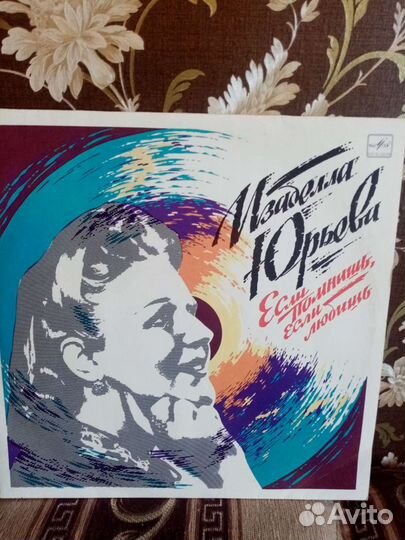 Изабелла
Юрьева
Если
помнишь,
если
любишь
Avito